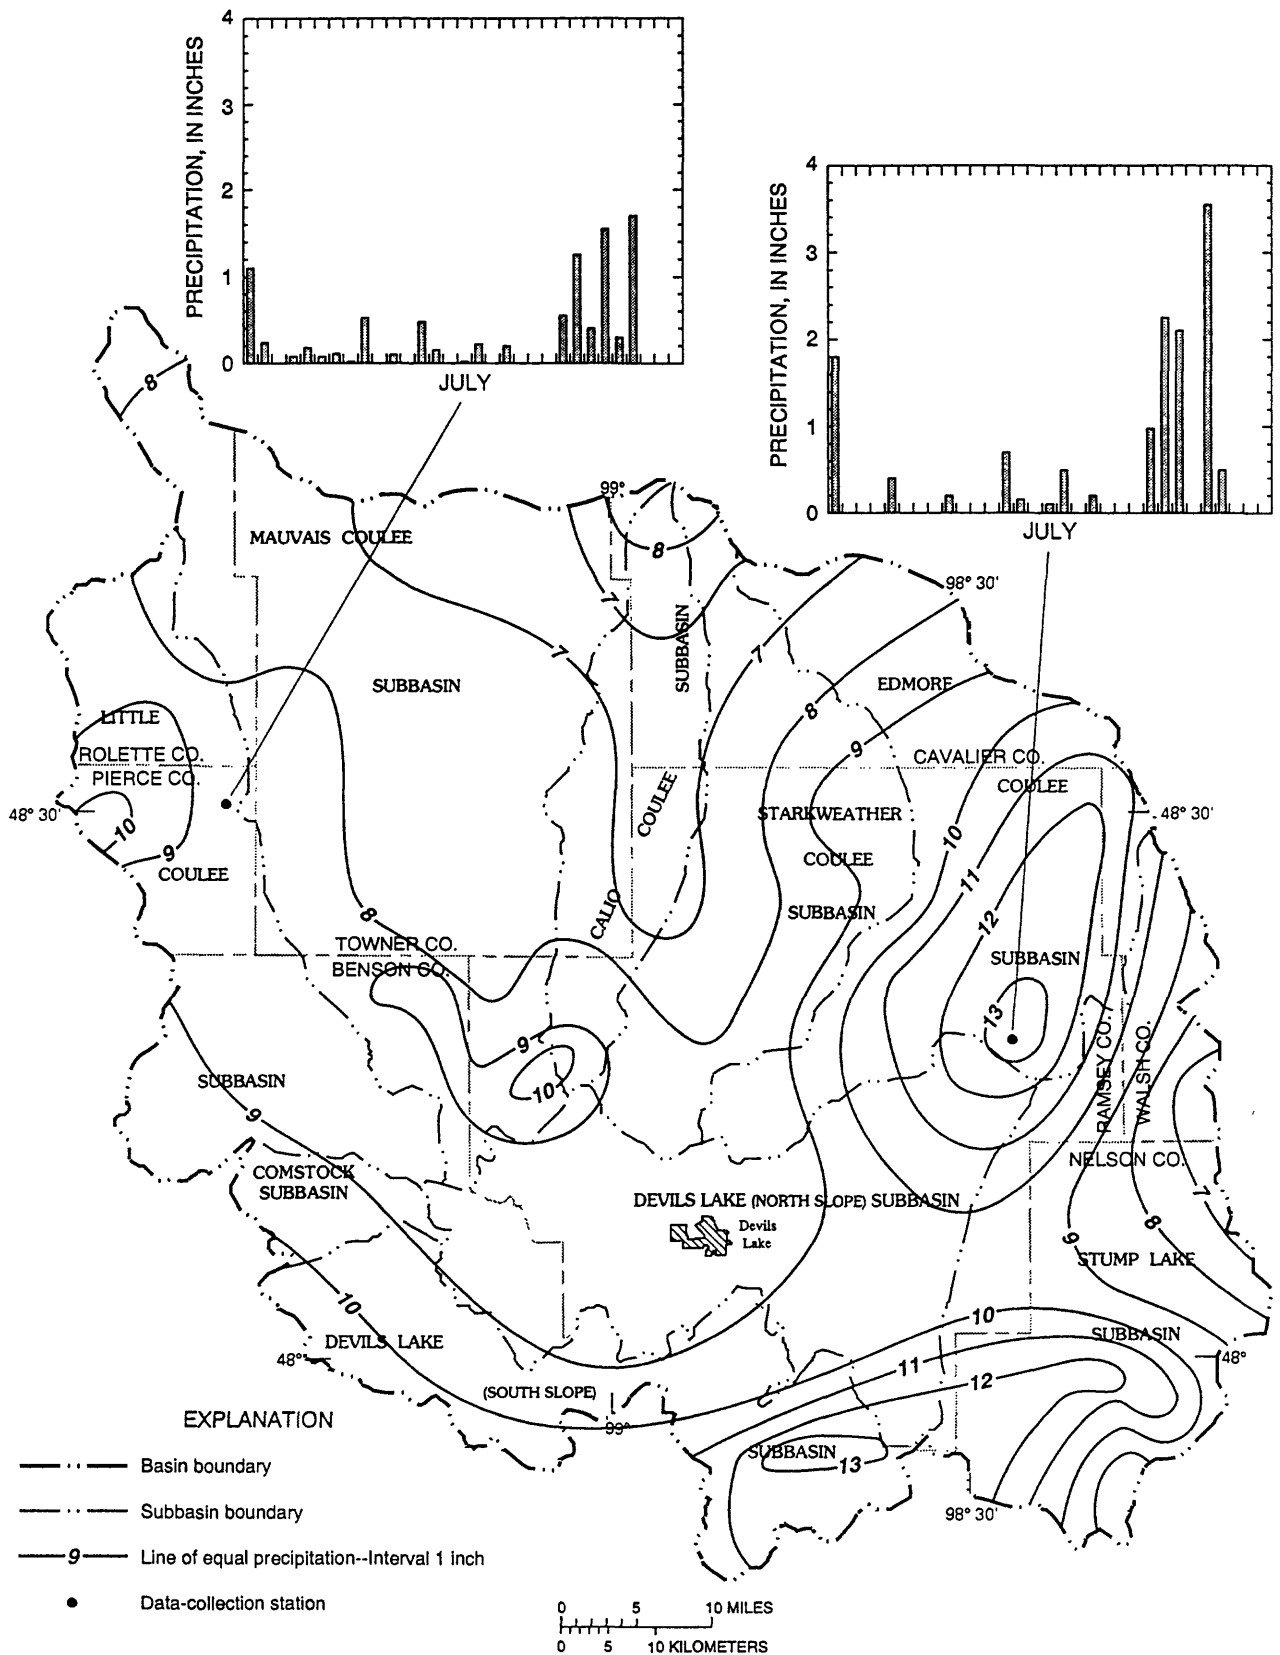 4
3
2
1
0
PRECIPITATION, IN INCHES
JULY
4
3
2
1
0
PRECIPITATION, IN INCHES
JULY
8
99°
MAUVAIS COULEE
8
98° 30'
7
7
7
SUBBASIN
SUBBASIN
EDMORE
8
LITTLE
9
ROLETTE CO.
CAVALIER CO.
PIERCE CO.
COULEE
COULEE
48° 30'
STARKWEATHER
48° 30'
10
10
9
COULEE
COULEE
11
8
CALIO
SUBBASIN
12
TOWNER CO.
BENSON CO.
SUBBASIN
13
9
RAMSEY CO.
WALSH CO.
SUBBASIN
10
9
NELSON CO.
COMSTOCK
SUBBASIN
DEVILS LAKE (NORTH SLOPE) SUBBASIN
7
Devils
Lake
8
9
STUMP LAKE
10
10
SUBBASIN
DEVILS LAKE
48°
48°
11
12
(SOUTH SLOPE)
99°
SUBBASIN
13
98° 30'
EXPLANATION
Basin boundary
Subbasin boundary
9 Line of equal precipitation--Interval 1 inch
Data-collection station
0 5 10 MILES
0 5 10 KILOMETERS